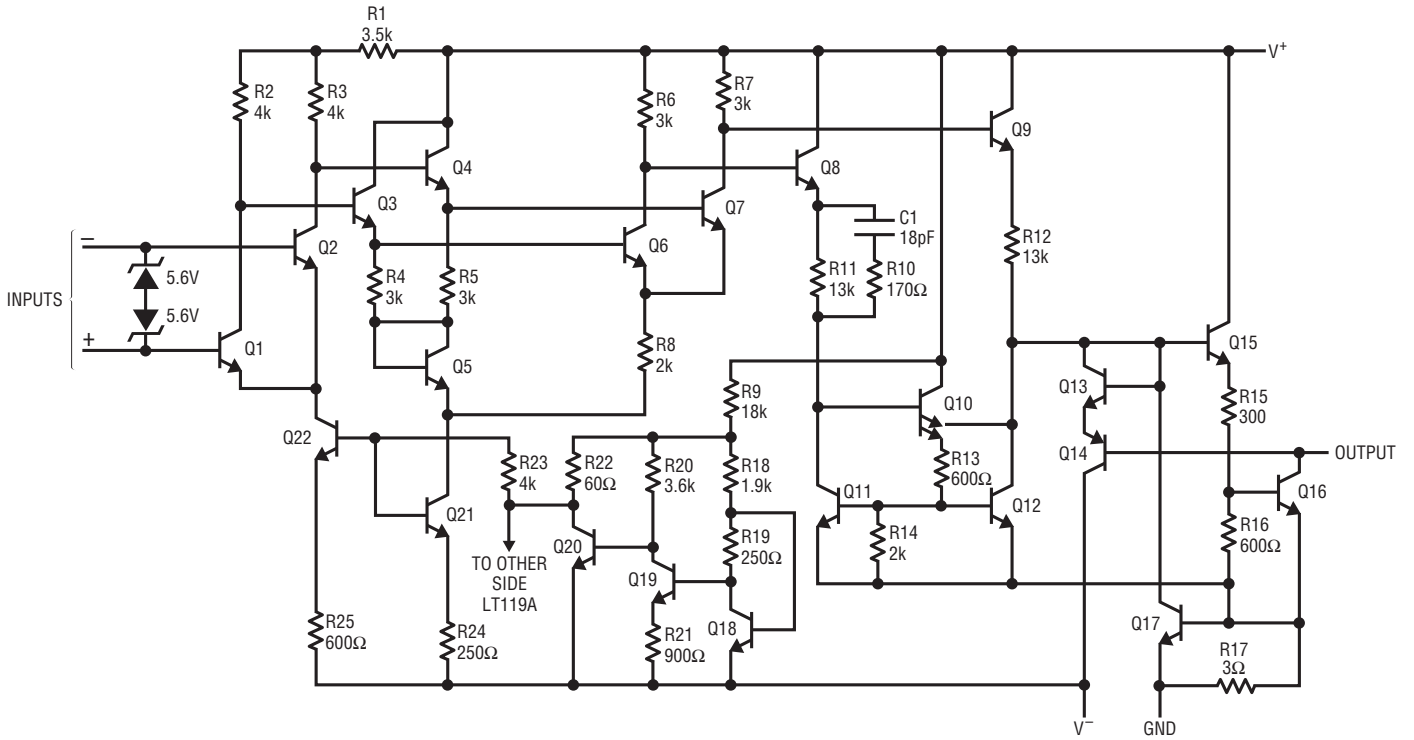 R1
3.5k
V+
R2
4k
R3
4k
R6
3k
R7
3k
Q4
Q3
Q8
Q9
Q7
–
Q2
5.6V
INPUTS
5.6V
+
Q1
R4
3k
R5
3k
Q5
Q6
C1
18pF
R11
13k
R10
170Ω
R12
13k
R8
2k
R9
18k
Q10
Q13
Q15
R15
300
Q14
OUTPUT
Q22
R23
4k
R22
60Ω
R20
3.6k
R18
1.9k
R13
600Ω
Q11
Q12
Q16
Q21
Q20
TO OTHER
SIDE
LT119A
Q19
R19
250Ω
R14
2k
R16
600Ω
R25
600Ω
R24
250Ω
R21
900Ω
Q18
Q17
R17
3Ω
V–
GND